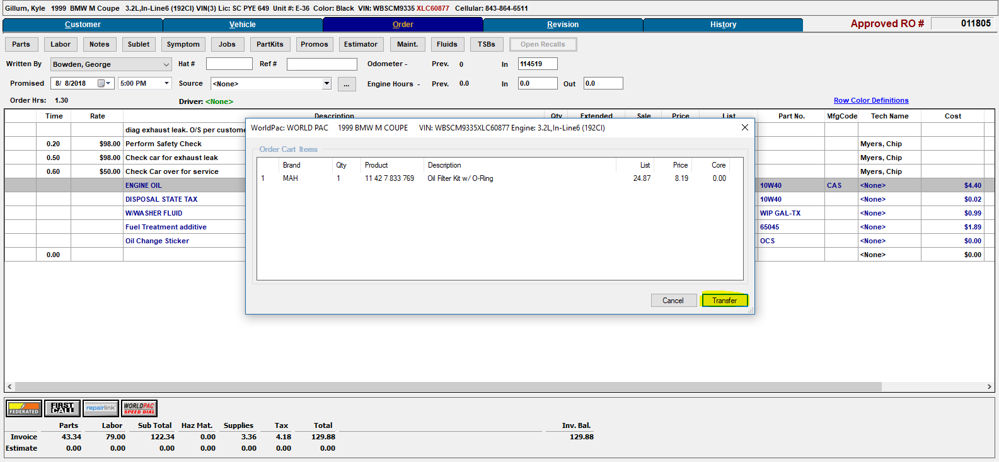 Gillum, Kyle 1999 BMW M Coupe 3.2L,In-Line6 (192CI) VIN(3) Lic: SC PYE 649 Unit #: E-36 Color: Black VIN: WBSCM9335 XLC60877 Cellular: 843-864-6511
Customer Vehicle Order Revision History Approved RO # 011805
Parts Labor Notes Sublet Symptom Jobs PartKits Promos Estimator Maint. Fluids TSBs Open Recalls
Written By Bowden, George Hat # Ref # Odometer - Prev. 0 In 114519
Promised 8/ 8/2018 5:00 PM Source <None> ... Engine Hours - Prev. 0.0 In 0.0 Out 0.0
Order Hrs: 1.30 Driver: <None> Row Color Definitions
Time Rate Description Qty Extended Sale Price List Part No. MfgCode Tech Name Cost
diag exhaust leak. O/S per custome
0.20 $98.00 Perform Safety Check Myers, Chip
0.50 $98.00 Check car for exhaust leak Myers, Chip
0.60 $50.00 Check Car over for service Myers, Chip
ENGINE OIL 10W40 CAS <None> $4.40
DISPOSAL STATE TAX 10W40 <None> $0.02
W/WASHER FLUID WIP GAL-TX <None> $0.99
Fuel Treatment additive 65045 <None> $1.89
Oil Change Sticker OCS <None> $0.00
0.00 <None> $0.00
WorldPac: WORLD PAC 1999 BMW M COUPE VIN: WBSCM9335XLC60877 Engine: 3.2L,In-Line6 (192CI)
Order Cart Items
Brand Qty Product Description List Price Core
1 MAH 1 11 42 7 833 769 Oil Filter Kit w/ O-Ring 24.87 8.19 0.00
Cancel Transfer
FEDERATED FIRST CALL repairlink WORLDPAC SPEED DIAL
Parts Labor Sub Total Haz Mat. Supplies Tax Total Inv. Bal.
Invoice 43.34 79.00 122.34 0.00 3.36 4.18 129.88 129.88
Estimate 0.00 0.00 0.00 0.00 0.00 0.00 0.00